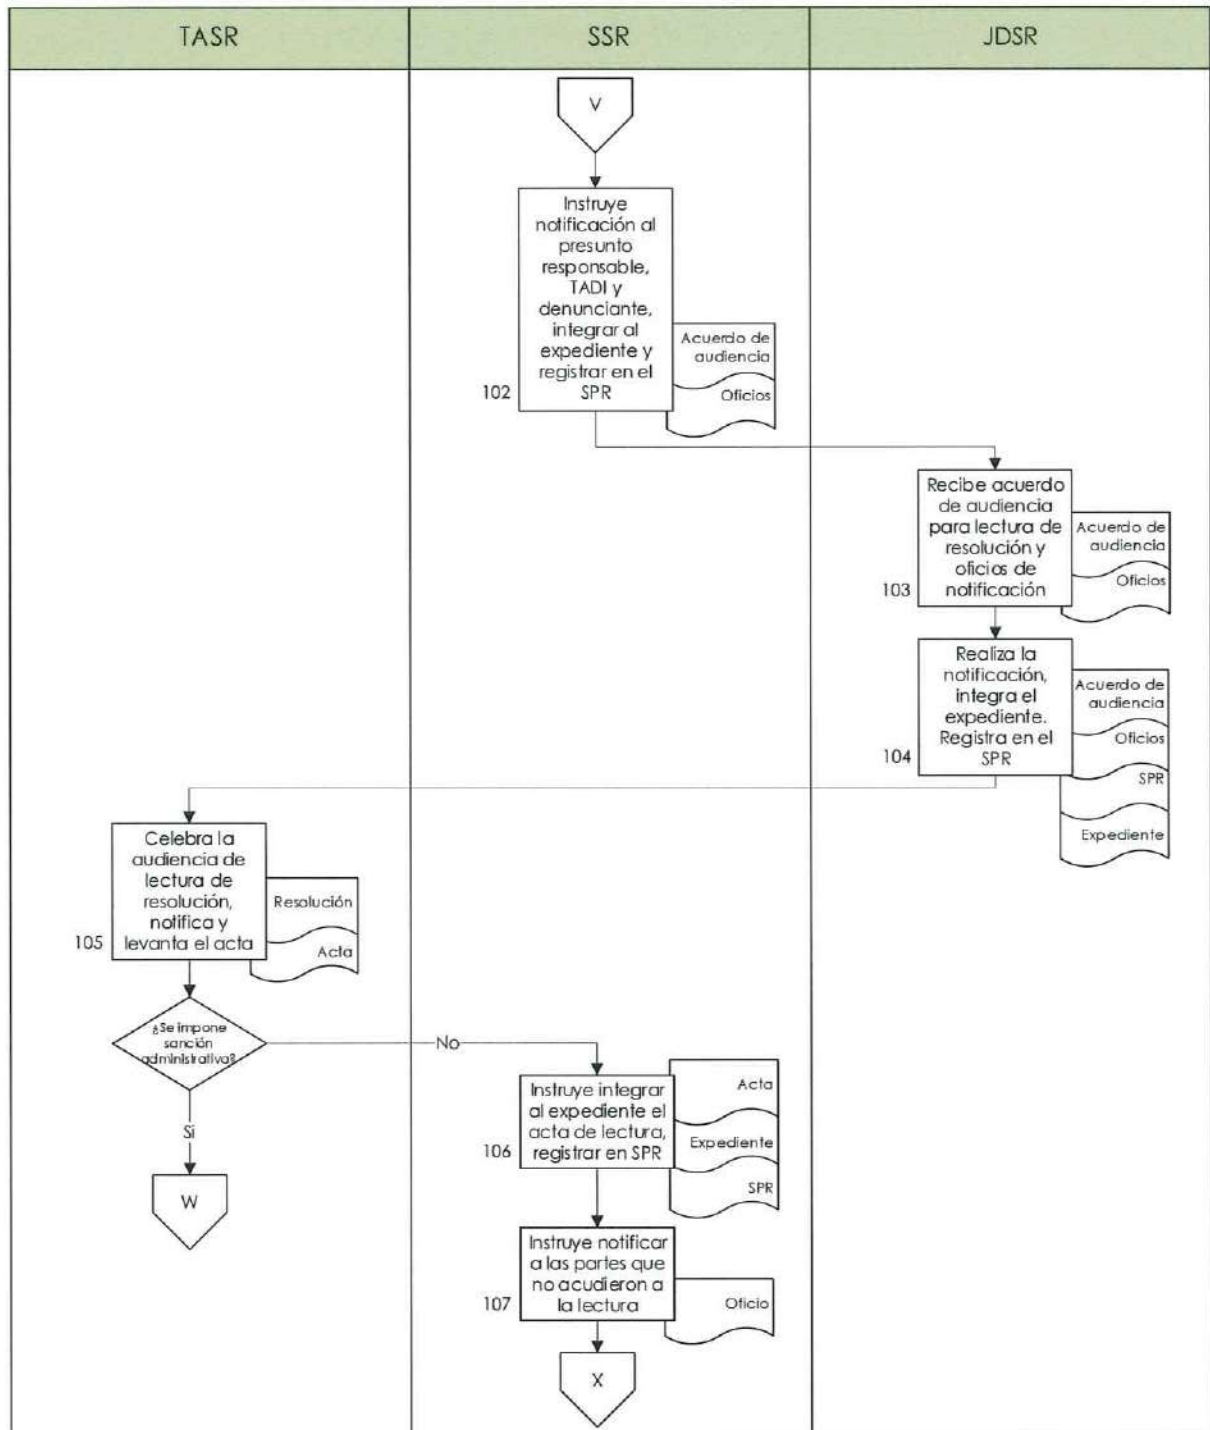 TASR
SSR
JDSR
V
Instruye
notificación al
presunto
responsable,
TADI y
denunciante,
integrar al
expediente y
registrar en el
SPR
102
Acuerdo de
audiencia
Oficios
Recibe acuerdo
de audiencia
para lectura de
resolución y
oficios de
notificación
103
Acuerdo de
audiencia
Oficios
Realiza la
notificación,
integra el
expediente.
Registra en el
SPR
104
Acuerdo de
audiencia
Oficios
SPR
Expediente
Celebra la
audiencia de
lectura de
resolución,
notifica y
levanta el acta
105
Resolución
Acta
¿Se impone
sanción
administrativa?
No
Si
W
Instruye integrar
al expediente el
acta de lectura,
registrar en SPR
106
Acta
Expediente
SPR
Instruye notificar
a las partes que
no acudieron a
la lectura
107
Oficio
X